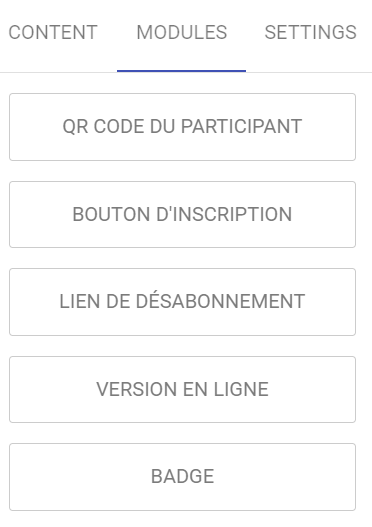 CONTENT MODULES SETTINGS
QR CODE DU PARTICIPANT
BOUTON D'INSCRIPTION
LIEN DE DÉSABONNEMENT
VERSION EN LIGNE
BADGE